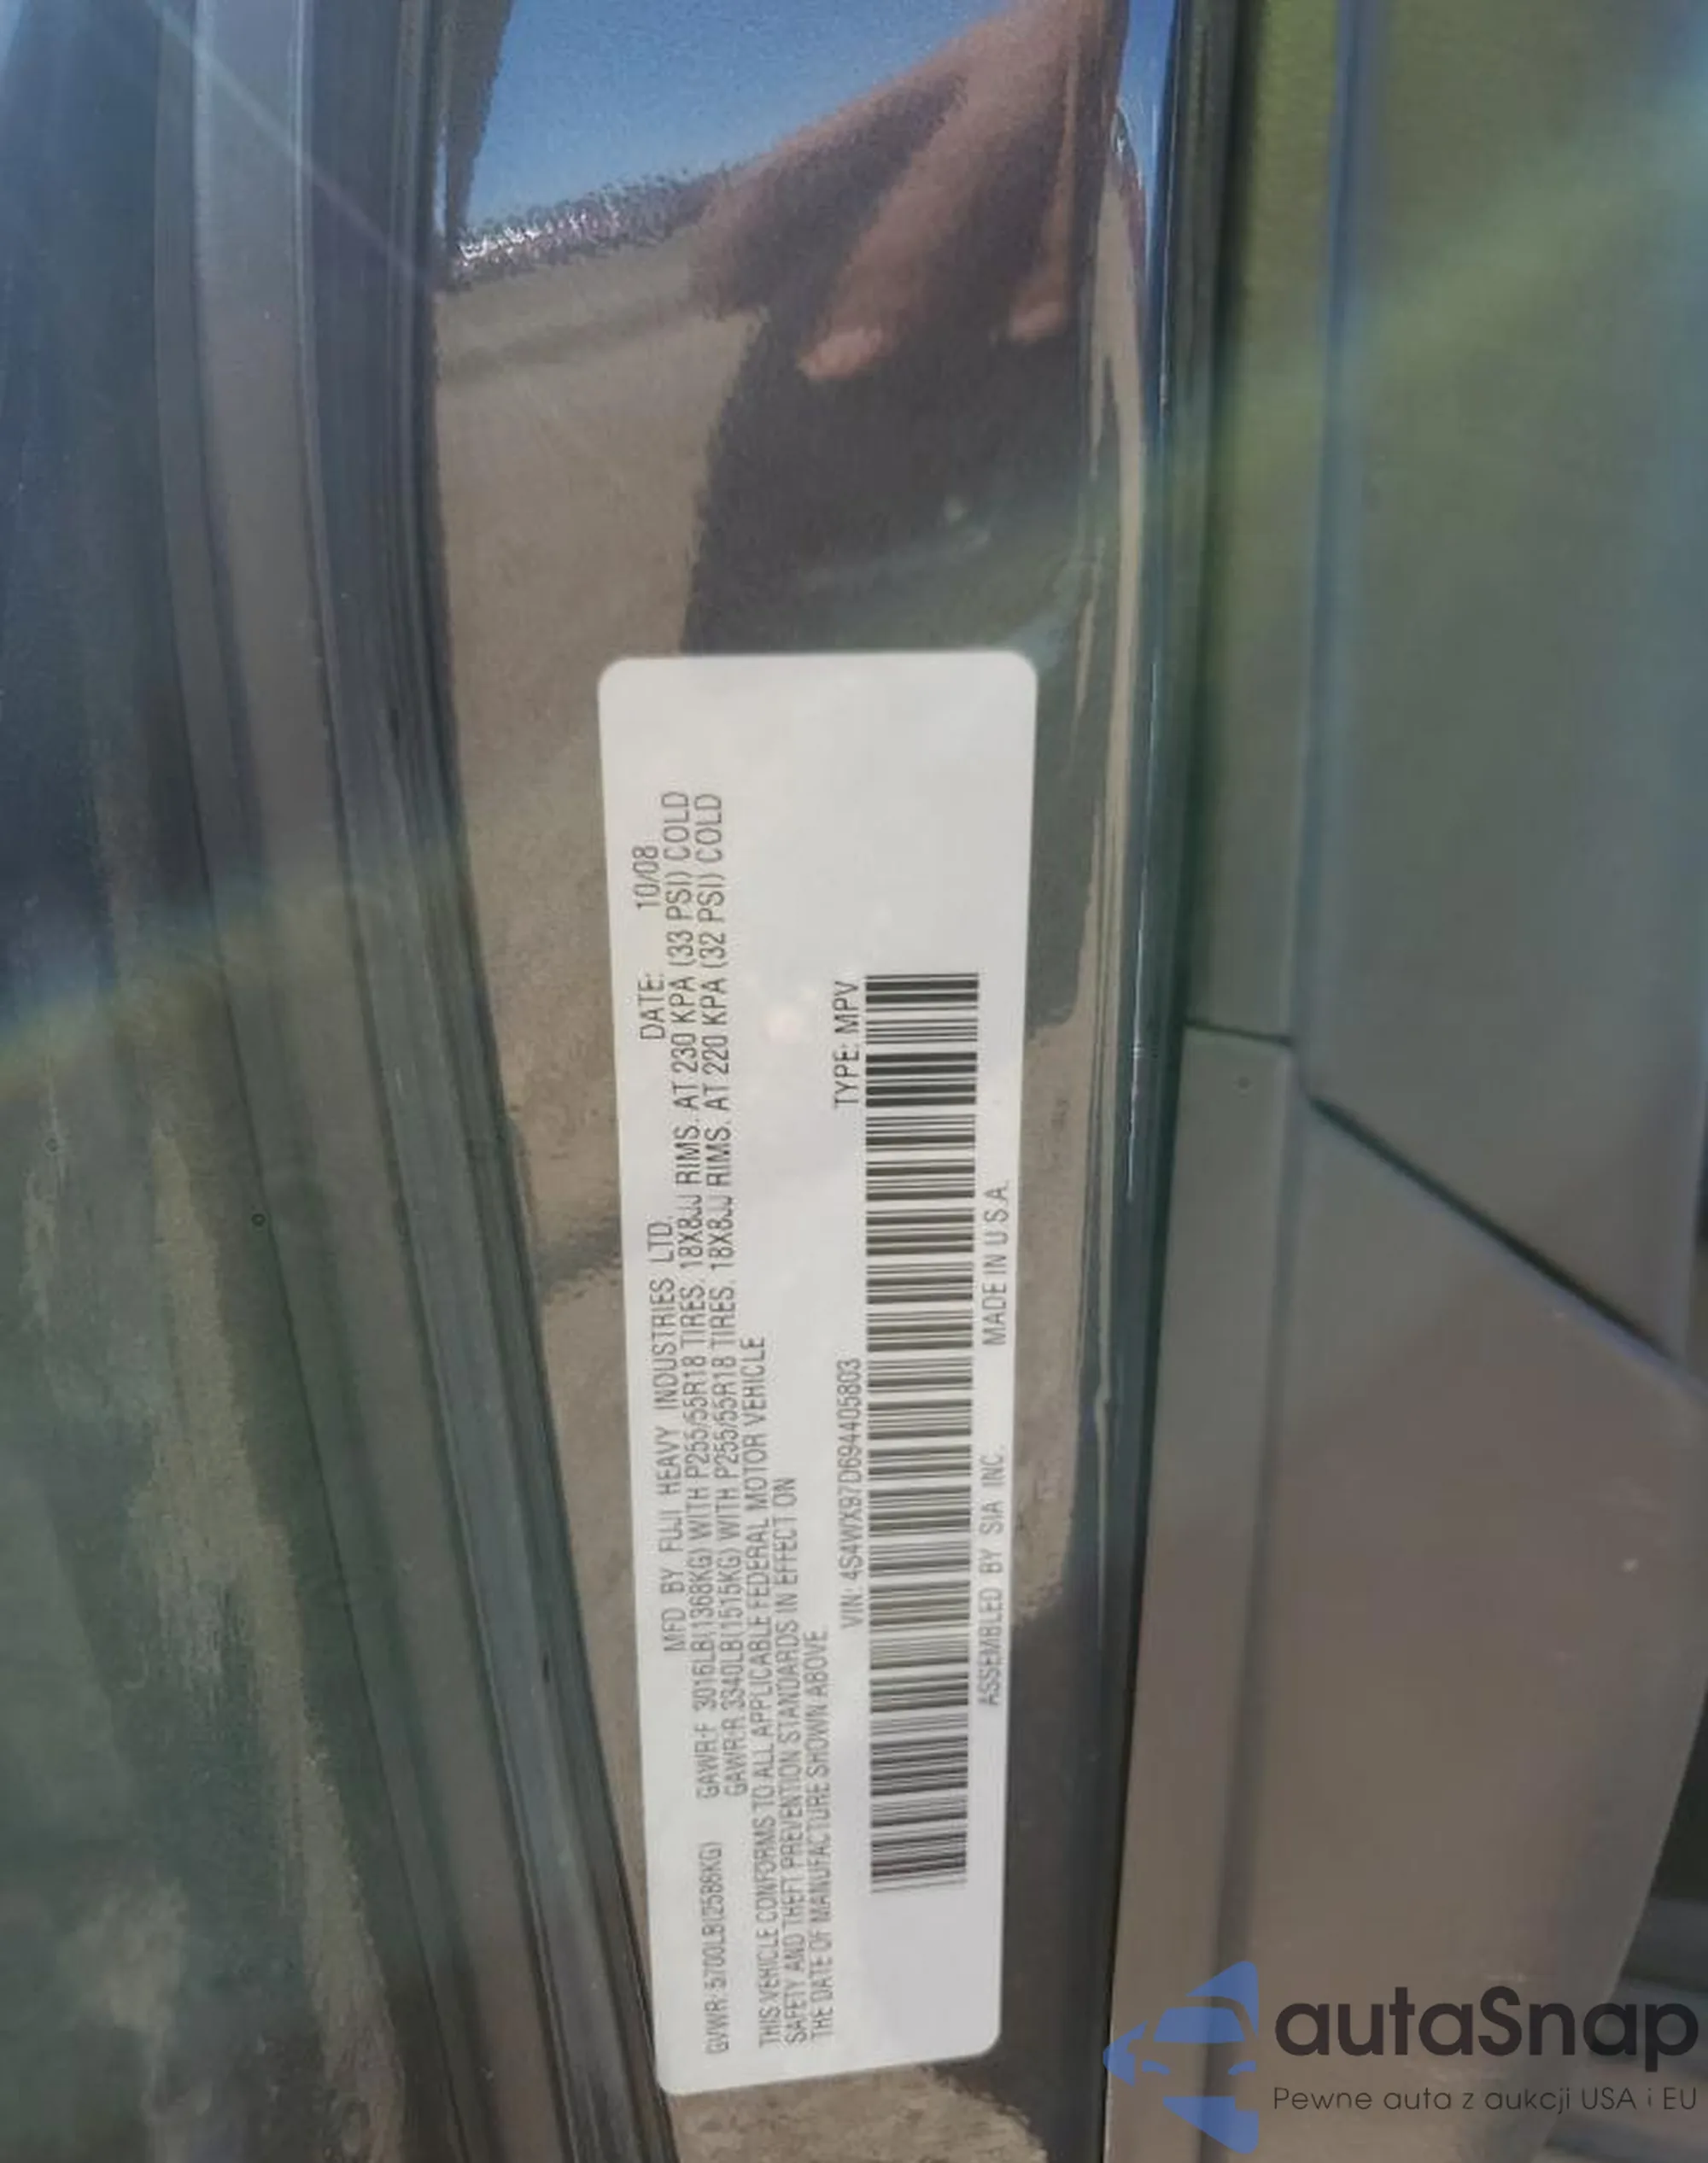 MFD BY FUJI HEAVY INDUSTRIES LTD. DATE: 10/08
GVWR: 5700LB(2586KG) GAWR:F 3016LB(1368KG) WITH P255/55R18 TIRES, 18X8JJ RIMS, AT 230 KPA (33 PSI) COLD
GAWR:R 3340LB(1515KG) WITH P255/55R18 TIRES, 18X8JJ RIMS, AT 220 KPA (32 PSI) COLD
THIS VEHICLE CONFORMS TO ALL APPLICABLE FEDERAL MOTOR VEHICLE
SAFETY AND THEFT PREVENTION STANDARDS IN EFFECT ON
THE DATE OF MANUFACTURE SHOWN ABOVE
VIN: 4S4WX97D694405803 TYPE: MPV
ASSEMBLED BY SIA INC. MADE IN U.S.A.
autaSnap
Pewne auta z aukcji USA i EU